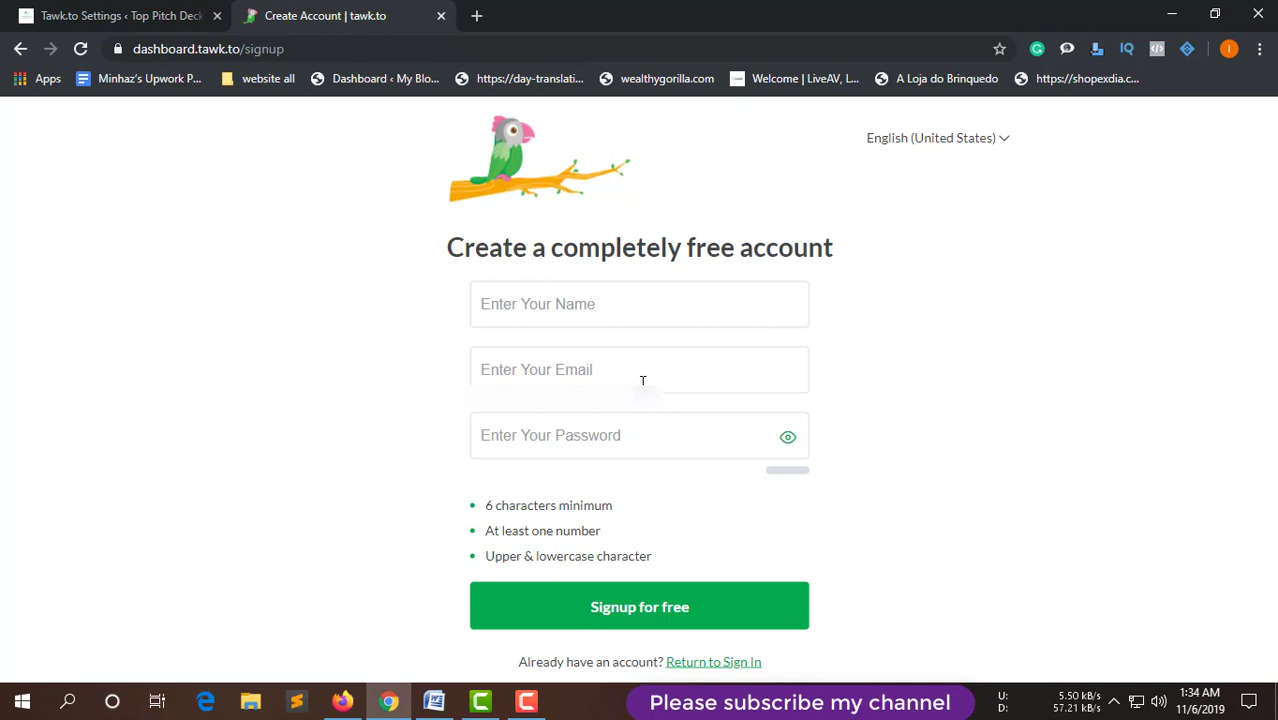 Tawk.to Settings ‹ Top Pitch Deck
Create Account | tawk.to
dashboard.tawk.to/signup
Apps
Minhaz's Upwork P...
website all
Dashboard ‹ My Blo...
https://day-translati...
wealthygorilla.com
Welcome | LiveAV, L...
A Loja do Brinquedo
https://shopexdia.c...
English (United States)
Create a completely free account
Enter Your Name
Enter Your Email
Enter Your Password
6 characters minimum
At least one number
Upper & lowercase character
Signup for free
Already have an account? Return to Sign In
Please subscribe my channel
U: 5.50 kB/s
D: 57.21 kB/s
1:34 AM
11/6/2019